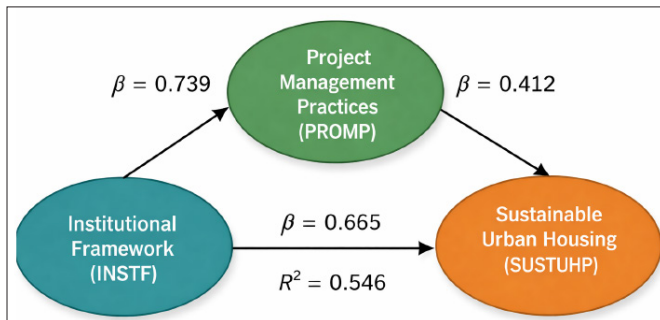 Project
Management
Practices
(PROMP)
β = 0.739
β = 0.412
Institutional
Framework
(INSTF)
β = 0.665
R² = 0.546
Sustainable
Urban Housing
(SUSTUHP)